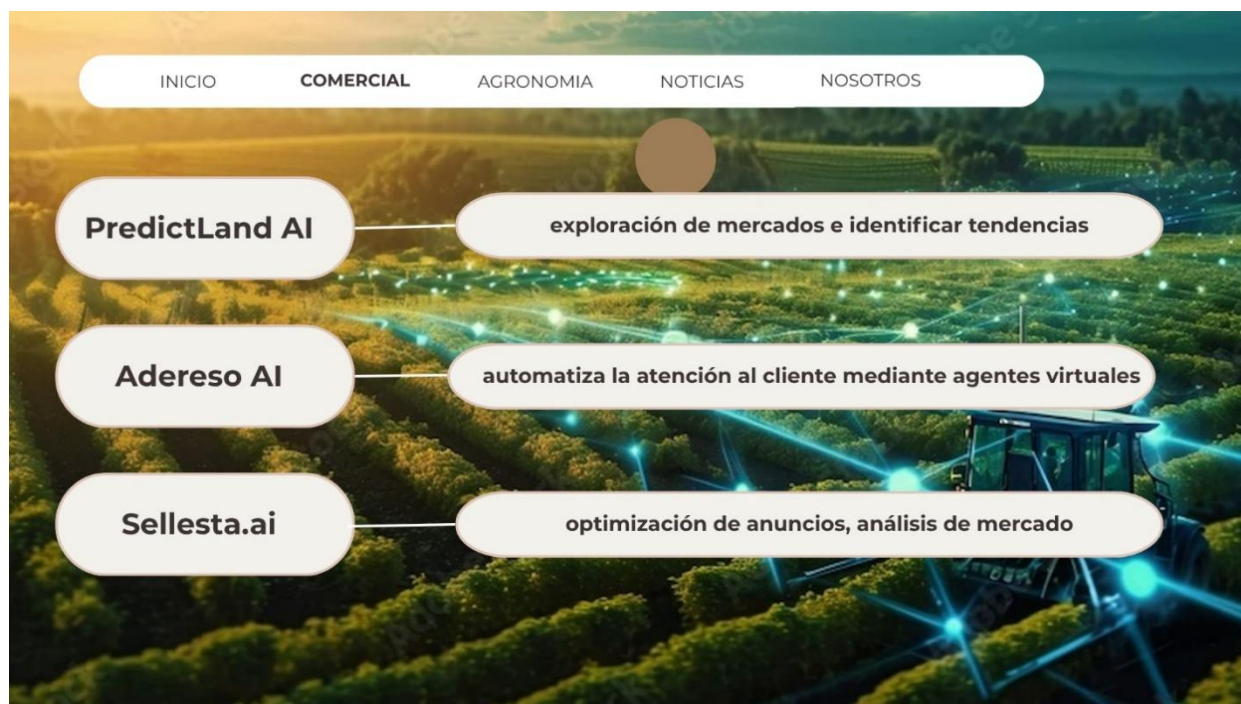 INICIO COMERCIAL AGRONOMIA NOTICIAS NOSOTROS
PredictLand AI
exploración de mercados e identificar tendencias
Adereso AI
automatiza la atención al cliente mediante agentes virtuales
Sellesta.ai
optimización de anuncios, análisis de mercado